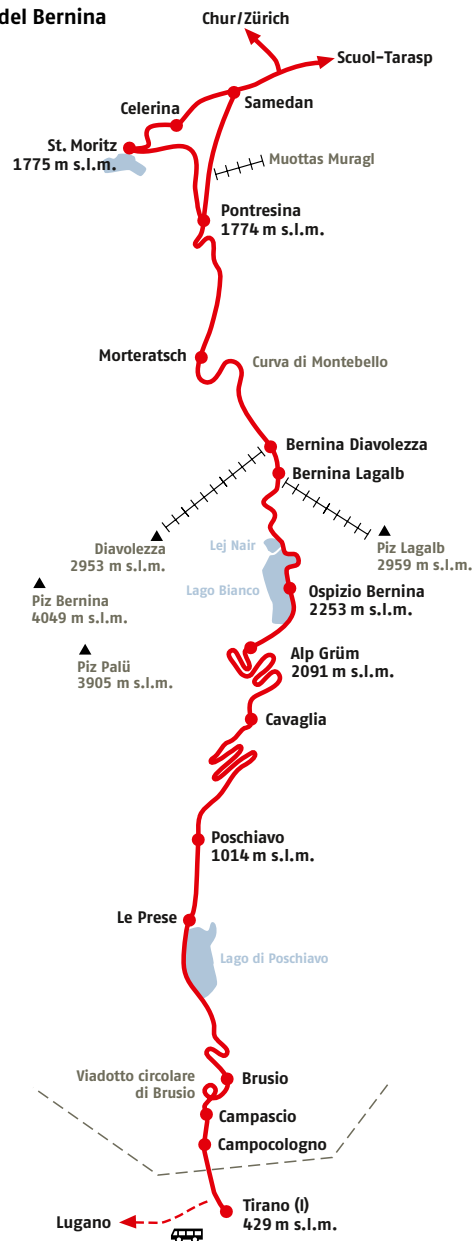 del Bernina
Chur/Zürich
Scuol-Tarasp
Samedan
Celerina
St. Moritz
1775 m s.l.m.
Muottas Muragl
Pontresina
1774 m s.l.m.
Morteratsch
Curva di Montebello
Bernina Diavolezza
Bernina Lagalb
Diavolezza
2953 m s.l.m.
Lej Nair
Piz Lagalb
2959 m s.l.m.
Piz Bernina
4049 m s.l.m.
Lago Bianco
Ospizio Bernina
2253 m s.l.m.
Piz Palü
3905 m s.l.m.
Alp Grüm
2091 m s.l.m.
Cavaglia
Poschiavo
1014 m s.l.m.
Le Prese
Lago di Poschiavo
Viadotto circolare
di Brusio
Brusio
Campascio
Campocologno
Tirano (I)
429 m s.l.m.
Lugano